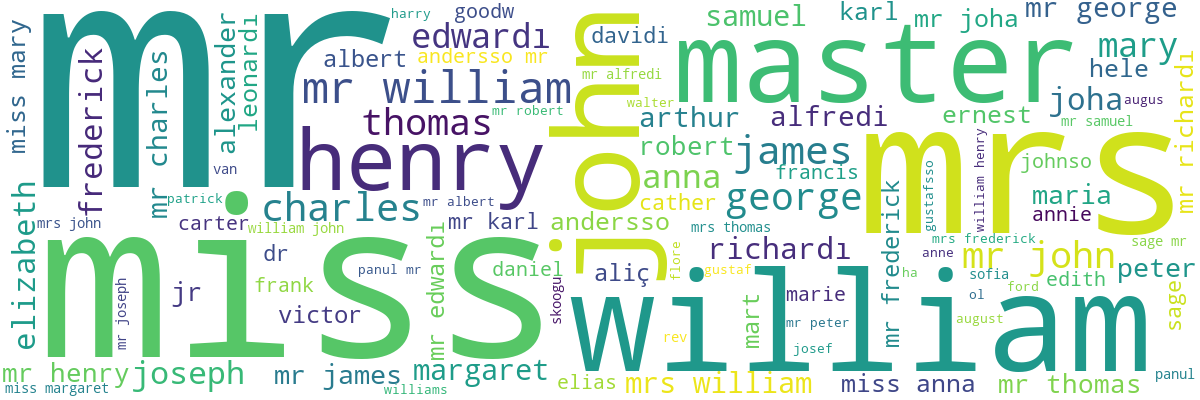 mr
harry
goodw
samuel
karl
mr joha
mr george
miss mary
frederick
mr charles
alexander
leonardı
albert
edwardı
andersso mr
davidi
master
mary
hele
mr richardı
mr william
mr alfredi
mr robert
walter
john
joha
augus
thomas
arthur
alfredi
ernest
mr samuel
henry
robert
james
mrs
johnso
william henry
van
francis
anna
patrick
elizabeth
charles
mr albert
cather
george
gustafsso
maria
annie
mrs john
carter
william john
mr karl
andersso
mrs thomas
mr frederick
mrs frederick
sage mr
miss
dr
panul mr
mr edwardı
daniel
richardı
anne
mr john
peter
mr joseph
jr
frank
skoogu
aliç
flore
gustaf
ha
sofia
edith
sage
victor
william
mart
marie
ol
ford
mr peter
august
rev
josef
mr henry
joseph
mr james
margaret
elias
mrs william
miss anna
mr thomas
panul
miss margaret
williams